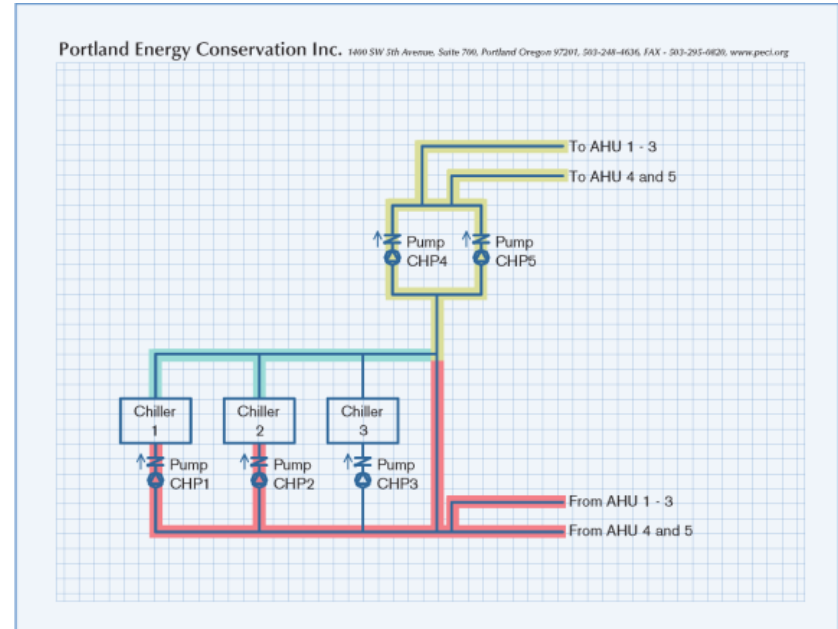 Portland Energy Conservation Inc. 1400 SW 5th Avenue, Suite 700, Portland Oregon 97201, 503-248-4636, FAX - 503-295-0820, www.peci.org
To AHU 1 - 3
To AHU 4 and 5
Pump
CHP4
Pump
CHP5
Chiller
1
Chiller
2
Chiller
3
Pump
CHP1
Pump
CHP2
Pump
CHP3
From AHU 1 - 3
From AHU 4 and 5